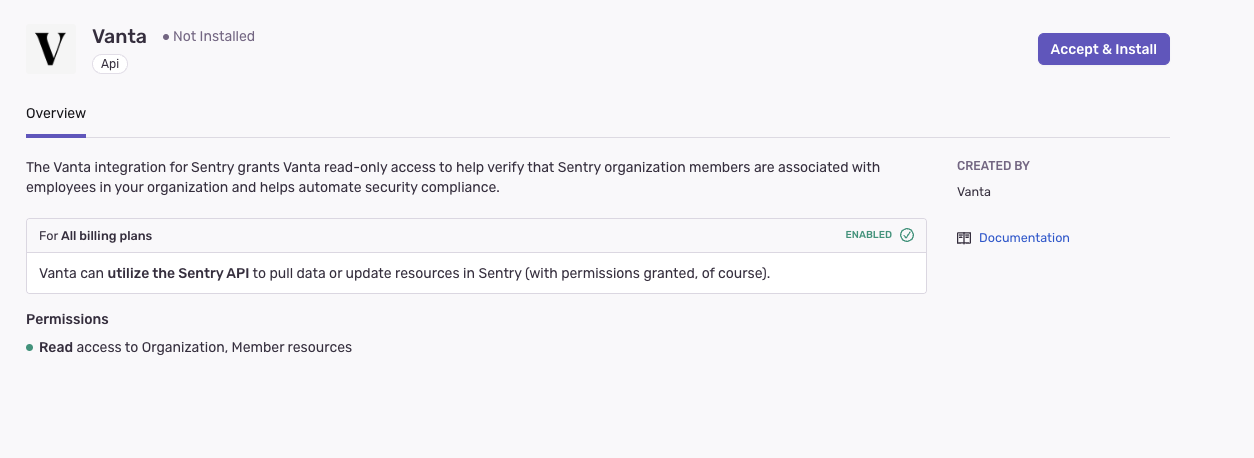 V
Vanta
Not Installed
Api
Accept & Install
Overview
The Vanta integration for Sentry grants Vanta read-only access to help verify that Sentry organization members are associated with
employees in your organization and helps automate security compliance.
For All billing plans
ENABLED
Vanta can utilize the Sentry API to pull data or update resources in Sentry (with permissions granted, of course).
Permissions
Read access to Organization, Member resources
CREATED BY
Vanta
Documentation